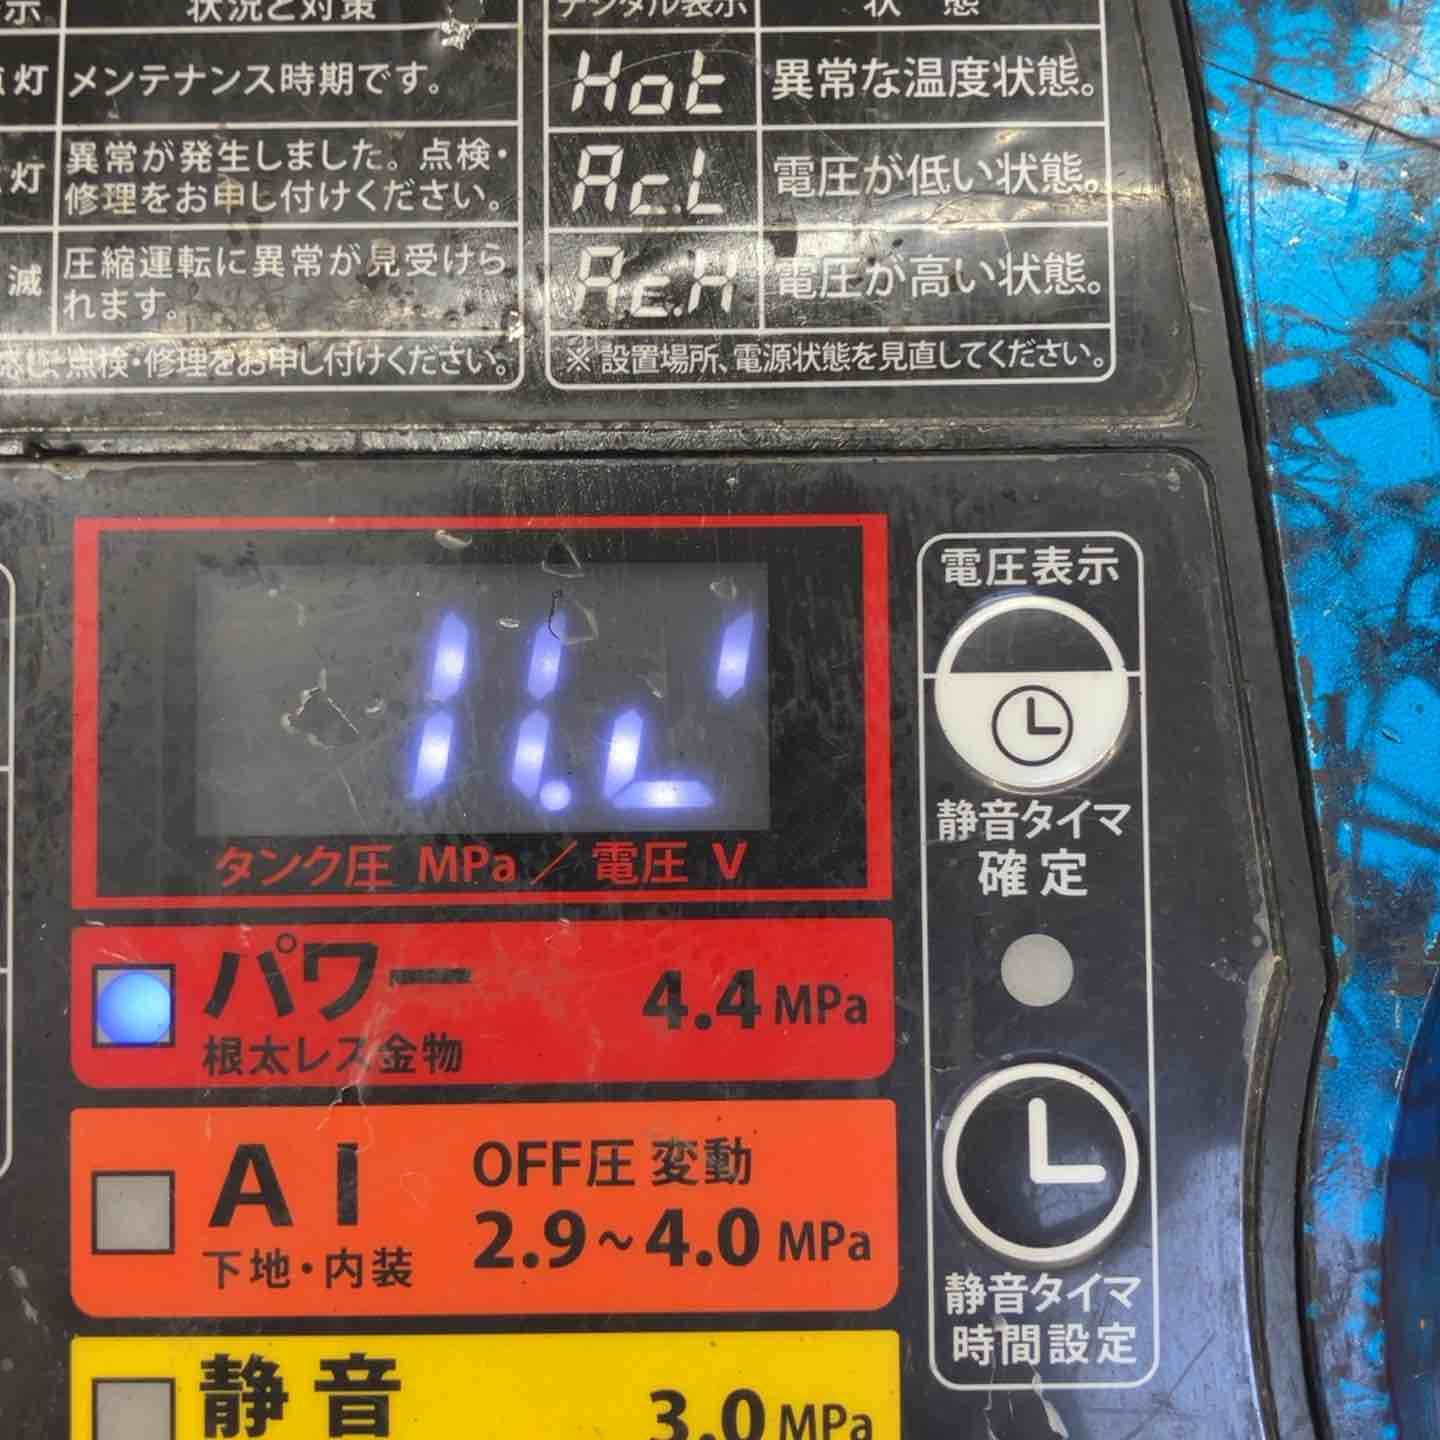 示 状況と対策
点灯 メンテナンス時期です。
灯 異常が発生しました。点検・
修理をお申し付けください。
滅 圧縮運転に異常が見受けら
れます。
点検・修理をお申し付けください。
デジタル表示 状 態
Hot 異常な温度状態。
Ac.L 電圧が低い状態。
A.c.H 電圧が高い状態。
※設置場所、電源状態を見直してください。
タンク圧 MPa / 電圧 V
パワー 4.4 MPa
根太レス金物
AI OFF圧 変動
下地・内装 2.9~4.0 MPa
静音 3.0 MPa
電圧表示
静音タイマ
確定
静音タイマ
時間設定